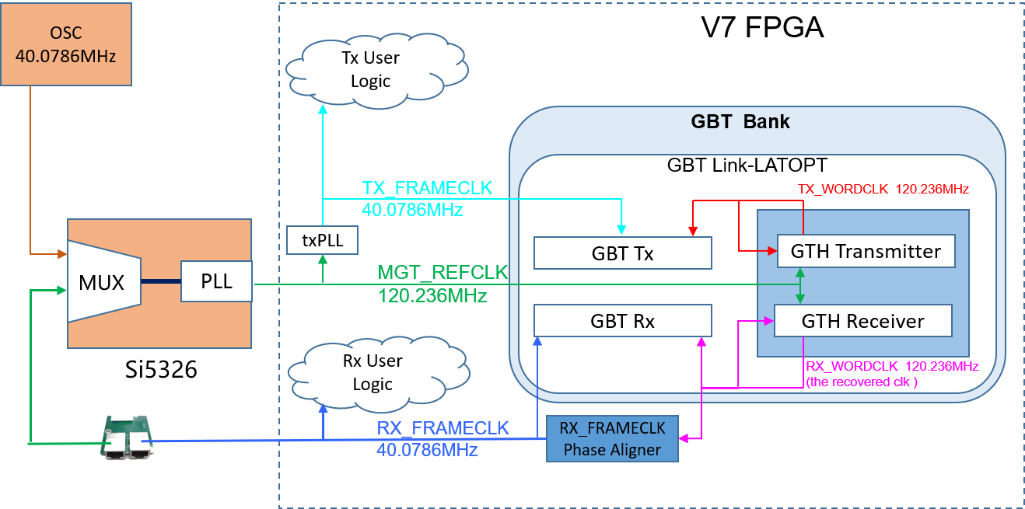 OSC
40.0786MHz
V7 FPGA
Tx User
Logic
GBT Bank
GBT Link-LATOPT
TX_FRAMECLK
40.0786MHz
TX_WORDCLK 120.236MHz
txPLL
GBT Tx
GTH Transmitter
MUX
PLL
MGT_REFCLK
120.236MHz
GBT Rx
GTH Receiver
Si5326
Rx User
Logic
RX_WORDCLK 120.236MHz
(the recovered clk )
RX_FRAMECLK
40.0786MHz
RX_FRAMECLK
Phase Aligner